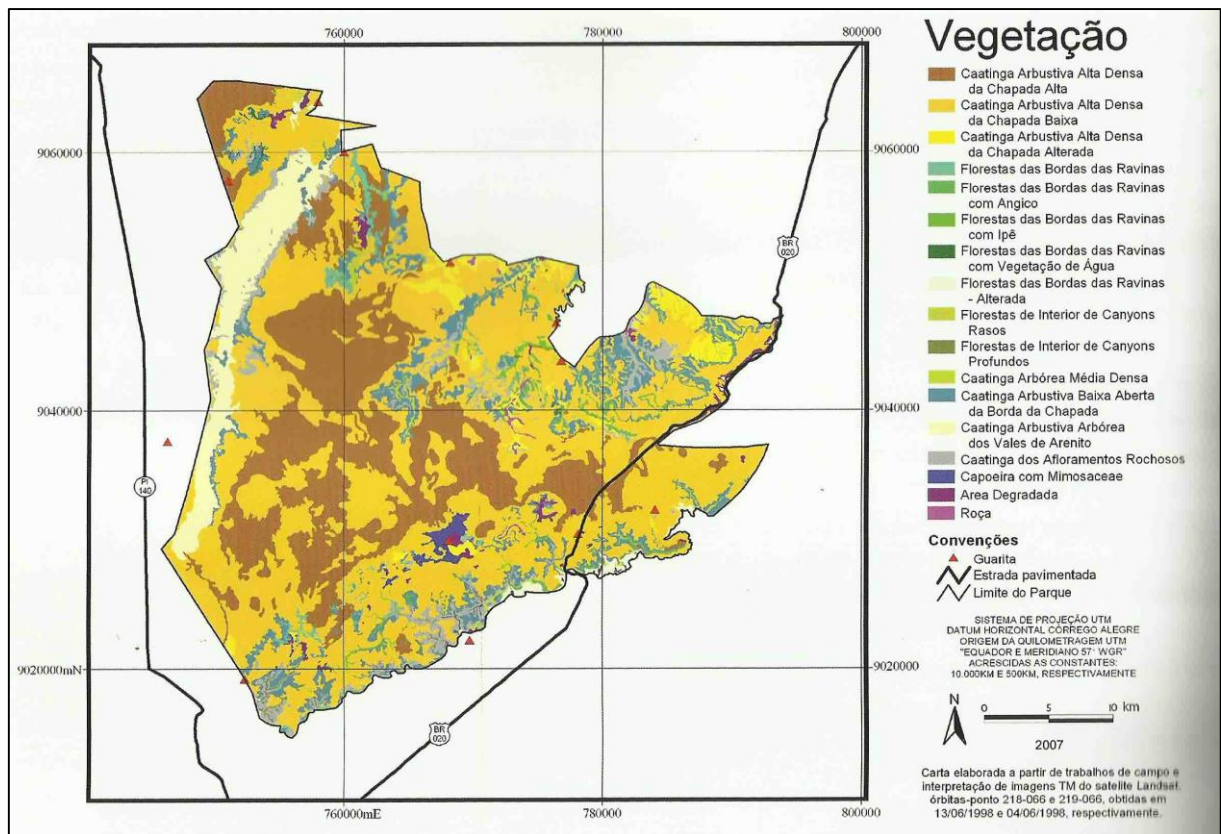 Vegetação
760000
780000
800000
9060000
9060000
9040000
9040000
9020000mN
9020000
760000mE
780000
800000
BR
020
PI
140
BR
020
Caatinga Arbustiva Alta Densa
da Chapada Alta
Caatinga Arbustiva Alta Densa
da Chapada Baixa
Caatinga Arbustiva Alta Densa
da Chapada Alterada
Florestas das Bordas das Ravinas
Florestas das Bordas das Ravinas
com Angico
Florestas das Bordas das Ravinas
com Ipê
Florestas das Bordas das Ravinas
com Vegetação de Água
Florestas das Bordas das Ravinas
- Alterada
Florestas de Interior de Canyons
Rasos
Florestas de Interior de Canyons
Profundos
Caatinga Arbórea Média Densa
Caatinga Arbustiva Baixa Aberta
da Borda da Chapada
Caatinga Arbustiva Arbórea
dos Vales de Arenito
Caatinga dos Afloramentos Rochosos
Capoeira com Mimosaceae
Area Degradada
Roça
Convenções
Guarita
Estrada pavimentada
Limite do Parque
SISTEMA DE PROJEÇÃO UTM
DATUM HORIZONTAL CÓRREGO ALEGRE
ORIGEM DA QUILOMETRAGEM UTM
"EQUADOR E MERIDIANO 57° WGR"
ACRESCIDAS AS CONSTANTES:
10.000KM E 500KM, RESPECTIVAMENTE
N
0 5 10 km
2007
Carta elaborada a partir de trabalhos de campo e
interpretação de imagens TM do satelite Landsat,
órbitas-ponto 218-066 e 219-066, obtidas em
13/06/1998 e 04/06/1998, respectivamente.